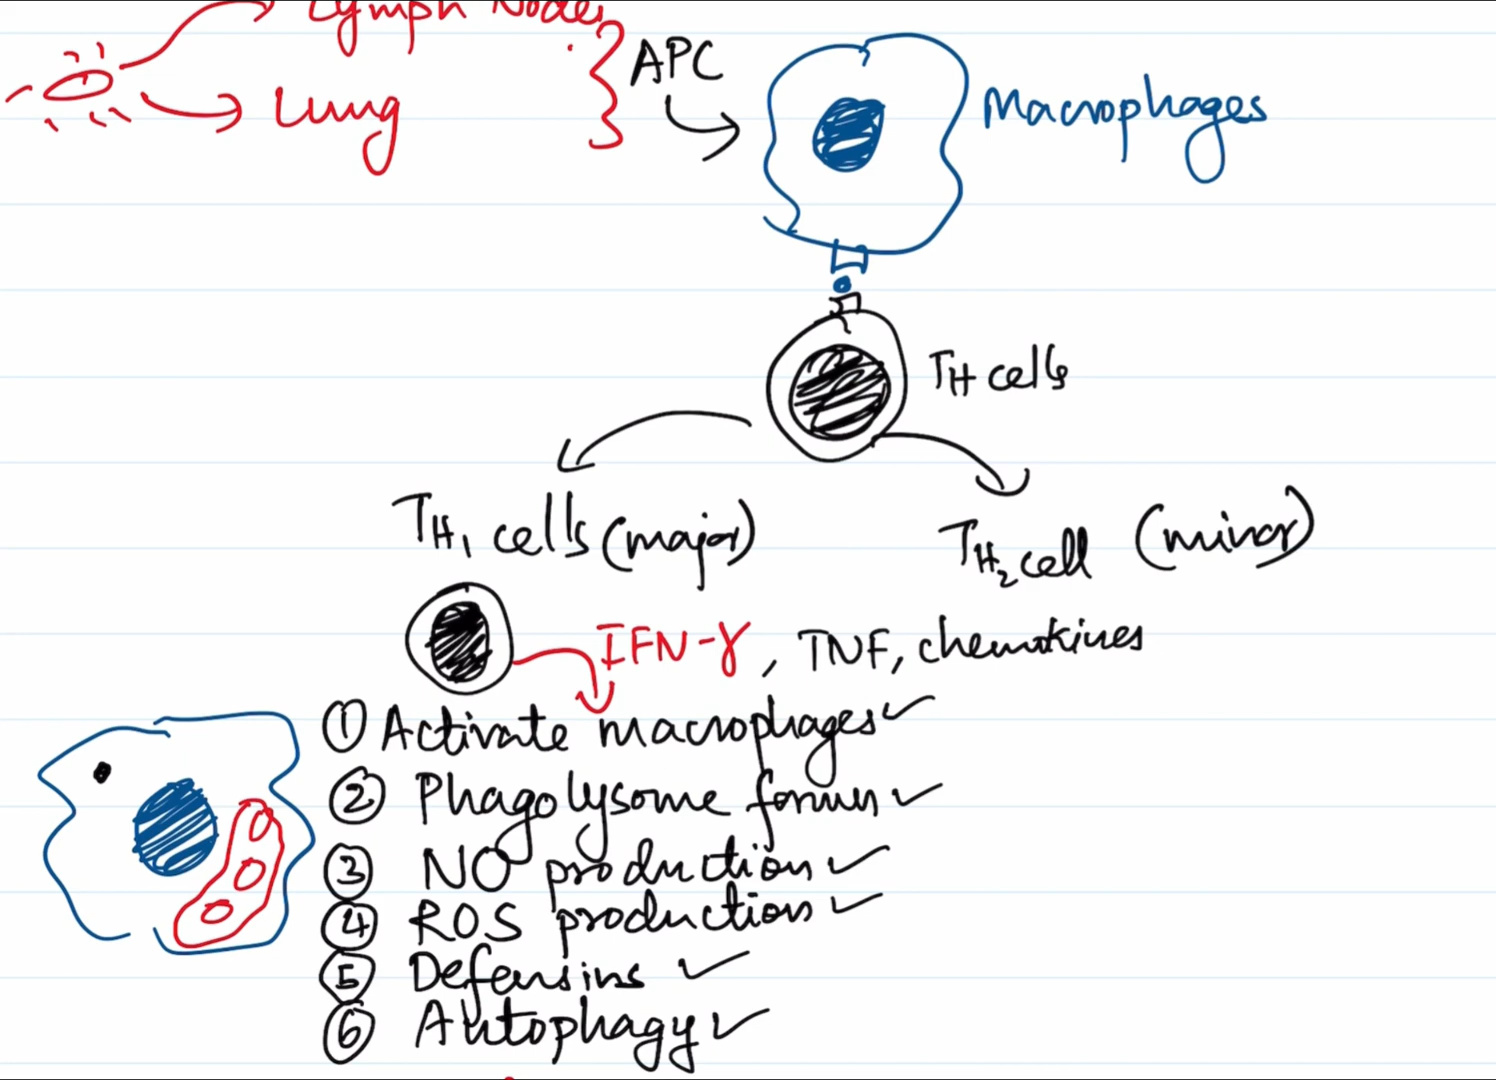 Lymph Nodes
Lung
APC
Macrophages
TH cells
TH1 cells (major)
TH2 cell (minor)
IFN-γ, TNF, chemokines
① Activate macrophages ✓
② Phagolysome formn ✓
③ NO production ✓
④ ROS production ✓
⑤ Defensins ✓
⑥ Autophagy ✓